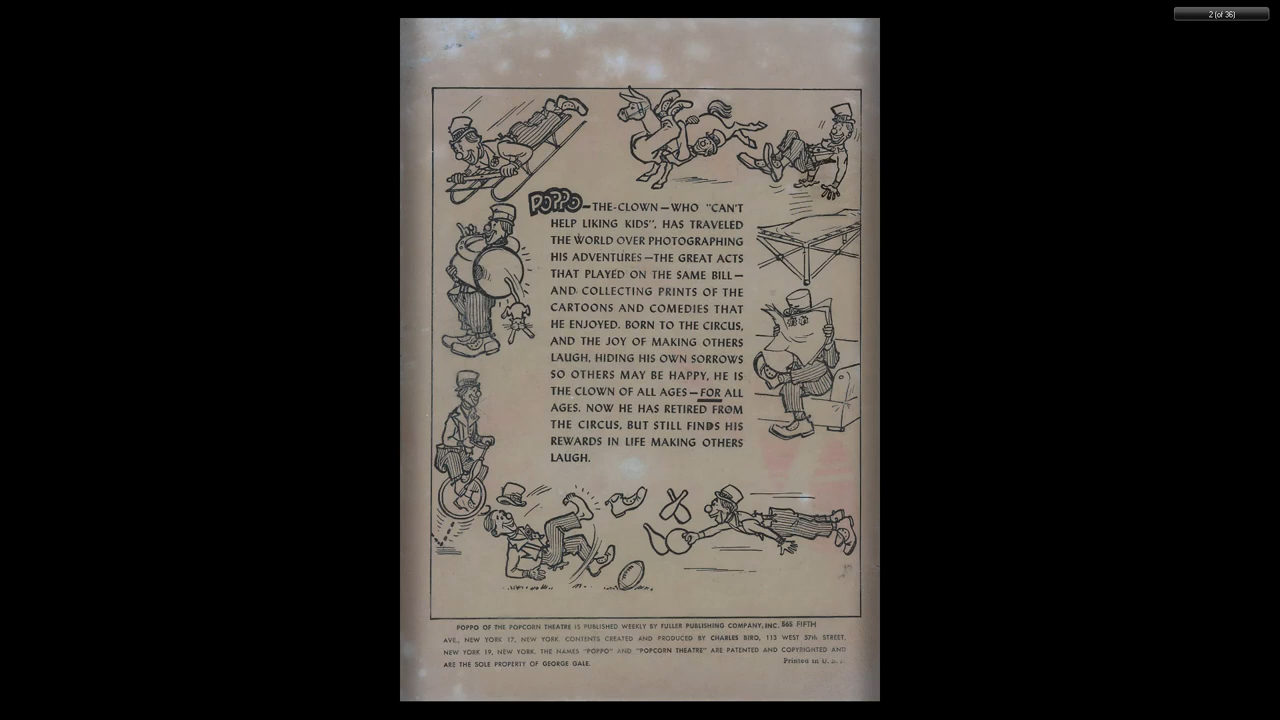 2 (of 36)
POPPO—THE-CLOWN—WHO "CAN'T
HELP LIKING KIDS", HAS TRAVELED
THE WORLD OVER PHOTOGRAPHING
HIS ADVENTURES—THE GREAT ACTS
THAT PLAYED ON THE SAME BILL—
AND COLLECTING PRINTS OF THE
CARTOONS AND COMEDIES THAT
HE ENJOYED. BORN TO THE CIRCUS,
AND THE JOY OF MAKING OTHERS
LAUGH, HIDING HIS OWN SORROWS
SO OTHERS MAY BE HAPPY, HE IS
THE CLOWN OF ALL AGES—FOR ALL
AGES. NOW HE HAS RETIRED FROM
THE CIRCUS, BUT STILL FINDS HIS
REWARDS IN LIFE MAKING OTHERS
LAUGH.
POPPO OF THE POPCORN THEATRE IS PUBLISHED WEEKLY BY FULLER PUBLISHING COMPANY, INC. 565 FIFTH
AVE., NEW YORK 17, NEW YORK. CONTENTS CREATED AND PRODUCED BY CHARLES BIRO, 113 WEST 57th STREET,
NEW YORK 19, NEW YORK. THE NAMES "POPPO" AND "POPCORN THEATRE" ARE PATENTED AND COPYRIGHTED AND
ARE THE SOLE PROPERTY OF GEORGE GALE. Printed in U. S. A.